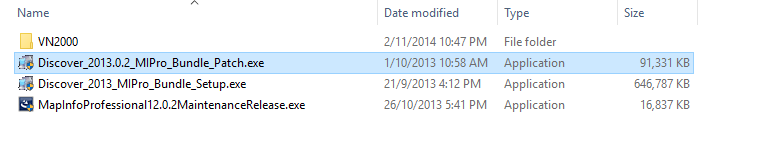 Name Date modified Type Size
VN2000 2/11/2014 10:47 PM File folder
Discover_2013.0.2_MIPro_Bundle_Patch.exe 1/10/2013 10:58 AM Application 91,331 KB
Discover_2013_MIPro_Bundle_Setup.exe 21/9/2013 4:12 PM Application 646,787 KB
MapInfoProfessional12.0.2MaintenanceRelease.exe 26/10/2013 5:41 PM Application 16,837 KB